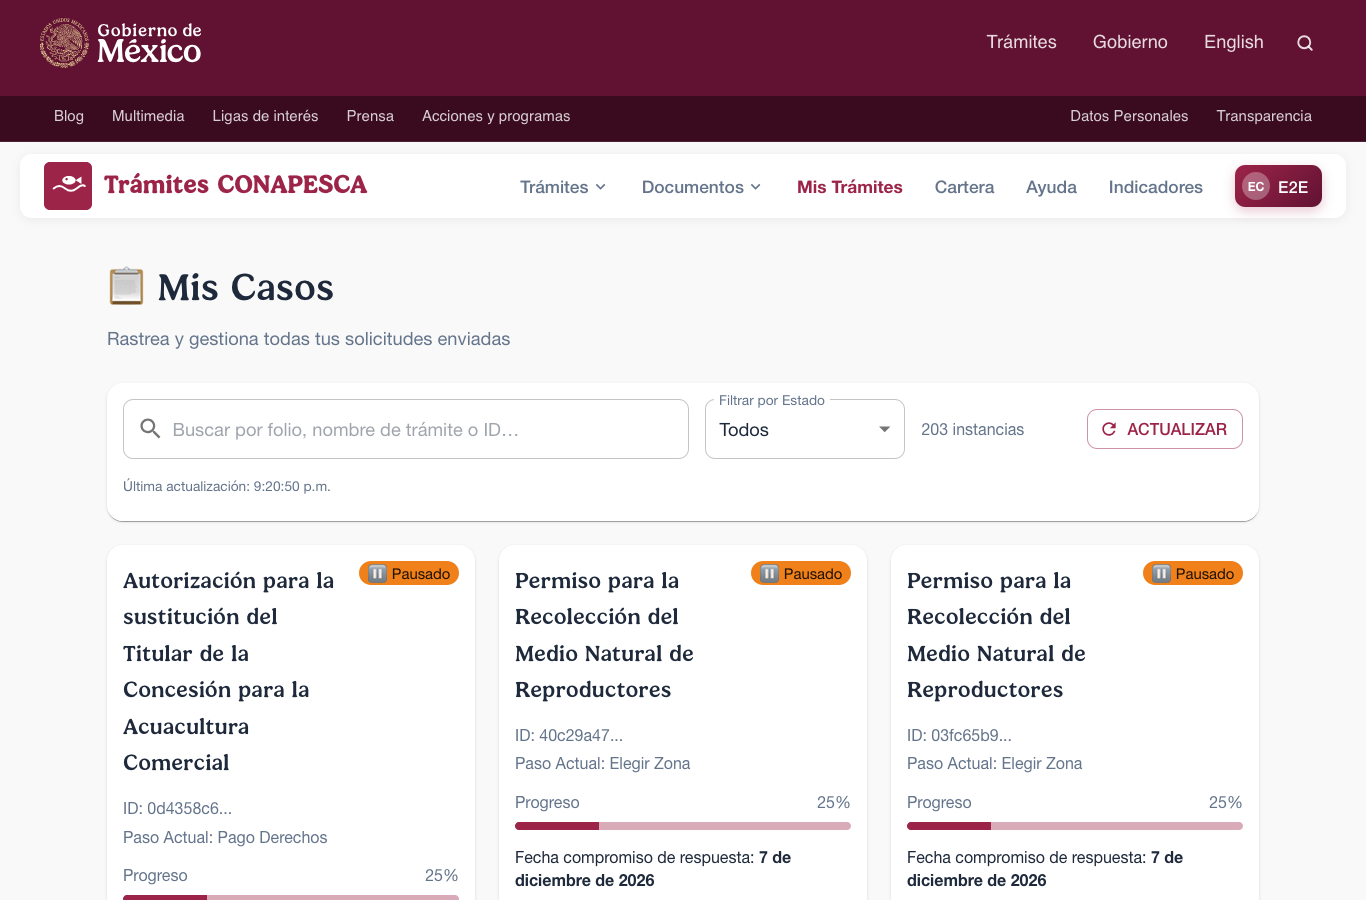 Gobierno de
México
Trámites
Gobierno
English
Blog
Multimedia
Ligas de interés
Prensa
Acciones y programas
Datos Personales
Transparencia
Trámites CONAPESCA
Trámites
Documentos
Mis Trámites
Cartera
Ayuda
Indicadores
EC
E2E
Mis Casos
Rastrea y gestiona todas tus solicitudes enviadas
Buscar por folio, nombre de trámite o ID…
Filtrar por Estado
Todos
203 instancias
ACTUALIZAR
Última actualización: 9:20:50 p.m.
Autorización para la
sustitución del
Titular de la
Concesión para la
Acuacultura
Comercial
Pausado
ID: 0d4358c6...
Paso Actual: Pago Derechos
Progreso
25%
Permiso para la
Recolección del
Medio Natural de
Reproductores
Pausado
ID: 40c29a47...
Paso Actual: Elegir Zona
Progreso
25%
Fecha compromiso de respuesta: 7 de
diciembre de 2026
Permiso para la
Recolección del
Medio Natural de
Reproductores
Pausado
ID: 03fc65b9...
Paso Actual: Elegir Zona
Progreso
25%
Fecha compromiso de respuesta: 7 de
diciembre de 2026